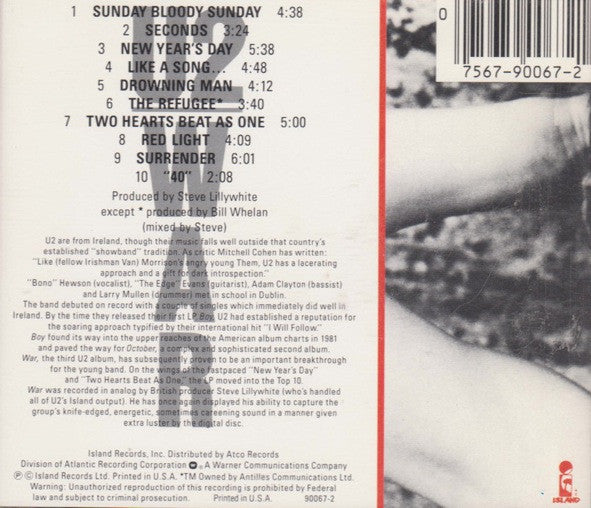 1 SUNDAY BLOODY SUNDAY 4:38
2 SECONDS 3:24
3 NEW YEAR'S DAY 5:38
4 LIKE A SONG... 4:48
5 DROWNING MAN 4:12
6 THE REFUGEE* 3:40
7 TWO HEARTS BEAT AS ONE 5:00
8 RED LIGHT 4:09
9 SURRENDER 6:01
10 "40" 2:08
U2
WAR
Produced by Steve Lillywhite
except * produced by Bill Whelan
(mixed by Steve)
U2 are from Ireland, though their music falls well outside that country's
established "showband" tradition. As critic Mitchell Cohen has written:
"Like (fellow Irishman Van) Morrison's angry young Them, U2 has a lacerating
approach and a gift for tense introspection."
"Bono" Hewson (vocalist), "The Edge" Evans (guitarist), Adam Clayton (bassist)
and Larry Mullen (drummer) met in school in Dublin.
The band debuted on record with a couple of singles which immediately did well in
Ireland. By the time they released their first LP, Boy, U2 had established a reputation for
the soaring approach typified by their international hit "I Will Follow."
Boy found its way into the upper reaches of the American album charts in 1981
and paved the way for October, a complex and sophisticated second album.
War, the third U2 album, has subsequently proven to be an important breakthrough
for the young band. On the wings of the fastpaced "New Year's Day"
and "Two Hearts Beat As One," the LP moved into the Top 10.
War was recorded in analog by British producer Steve Lillywhite (who's handled
all of U2's Island output). He has once again displayed his ability to capture the
group's knife-edged, energetic, sometimes careening sound in a manner given
extra luster by the digital disc.
Island Records, Inc. Distributed by Atco Records
Division of Atlantic Recording Corporation A Warner Communications Company
℗ © Island Records Ltd. Printed in U.S.A. *TM Owned by Antilles Communications Ltd.
Warning: Unauthorized reproduction of this recording is prohibited by Federal
law and subject to criminal prosecution. Printed in U.S.A. 90067-2
0 7567-90067-2
ISLAND